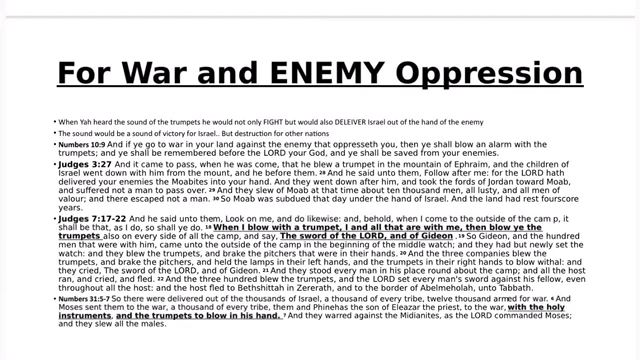 For War and ENEMY Oppression
• When Yah heard the sound of the trumpets he would not only FIGHT but would also DELEIVER Israel out of the hand of the enemy
• The sound would be a sound of victory for Israel.. But destruction for other nations
• Numbers 10:9 And if ye go to war in your land against the enemy that oppresseth you, then ye shall blow an alarm with the
trumpets; and ye shall be remembered before the LORD your God, and ye shall be saved from your enemies.
• Judges 3:27 And it came to pass, when he was come, that he blew a trumpet in the mountain of Ephraim, and the children of
Israel went down with him from the mount, and he before them. 28 And he said unto them, Follow after me: for the LORD hath
delivered your enemies the Moabites into your hand. And they went down after him, and took the fords of Jordan toward Moab,
and suffered not a man to pass over. 29 And they slew of Moab at that time about ten thousand men, all lusty, and all men of
valour; and there escaped not a man. 30 So Moab was subdued that day under the hand of Israel. And the land had rest fourscore
years.
• Judges 7:17-22 And he said unto them, Look on me, and do likewise: and, behold, when I come to the outside of the cam p, it
shall be that, as I do, so shall ye do. 18 When I blow with a trumpet, I and all that are with me, then blow ye the
trumpets also on every side of all the camp, and say, The sword of the LORD, and of Gideon . 19 So Gideon, and the hundred
men that were with him, came unto the outside of the camp in the beginning of the middle watch; and they had but newly set the
watch: and they blew the trumpets, and brake the pitchers that were in their hands. 20 And the three companies blew the
trumpets, and brake the pitchers, and held the lamps in their left hands, and the trumpets in their right hands to blow withal: and
they cried, The sword of the LORD, and of Gideon. 21 And they stood every man in his place round about the camp; and all the host
ran, and cried, and fled. 22 And the three hundred blew the trumpets, and the LORD set every man's sword against his fellow, even
throughout all the host: and the host fled to Bethshittah in Zererath, and to the border of Abelmeholah, unto Tabbath.
• Numbers 31:5-7 So there were delivered out of the thousands of Israel, a thousand of every tribe, twelve thousand armed for war. 6 And
Moses sent them to the war, a thousand of every tribe, them and Phinehas the son of Eleazar the priest, to the war, with the holy
instruments, and the trumpets to blow in his hand. 7 And they warred against the Midianites, as the LORD commanded Moses;
and they slew all the males.